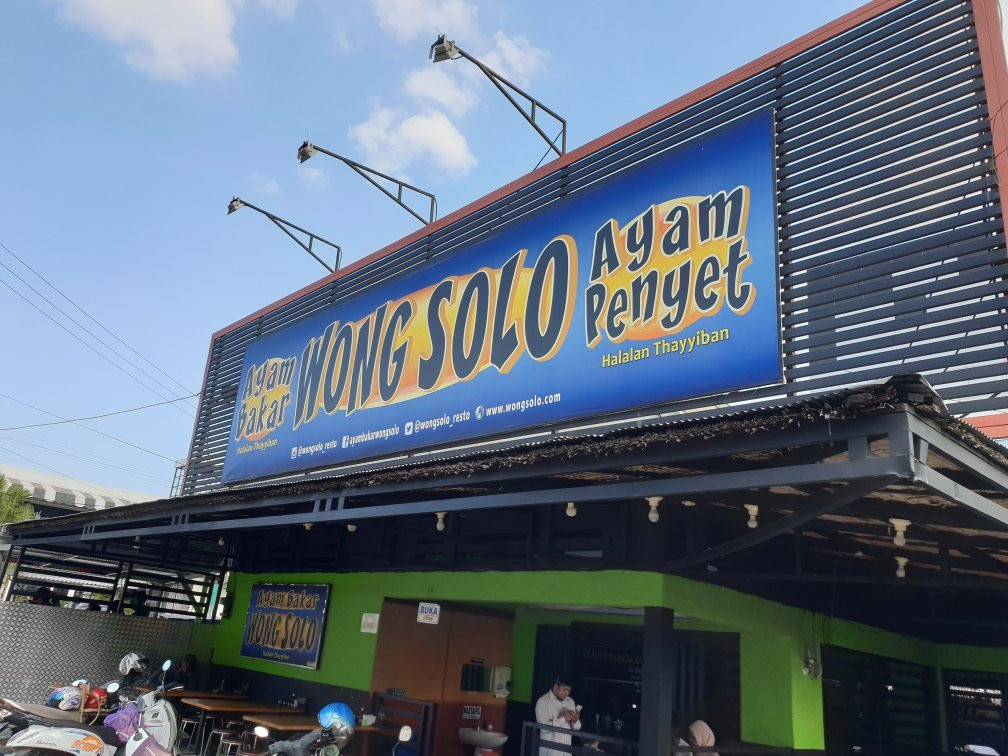 Ayam
Bakar
Halalan Thayyiban
WONG SOLO
Ayam
Penyet
Halalan Thayyiban
@wongsolo_resto
ayambakarwongsolo
@wongsolo_resto
www.wongsolo.com
Ayam Bakar
WONG SOLO
Halalan Thayyiban
BUKA
OPEN